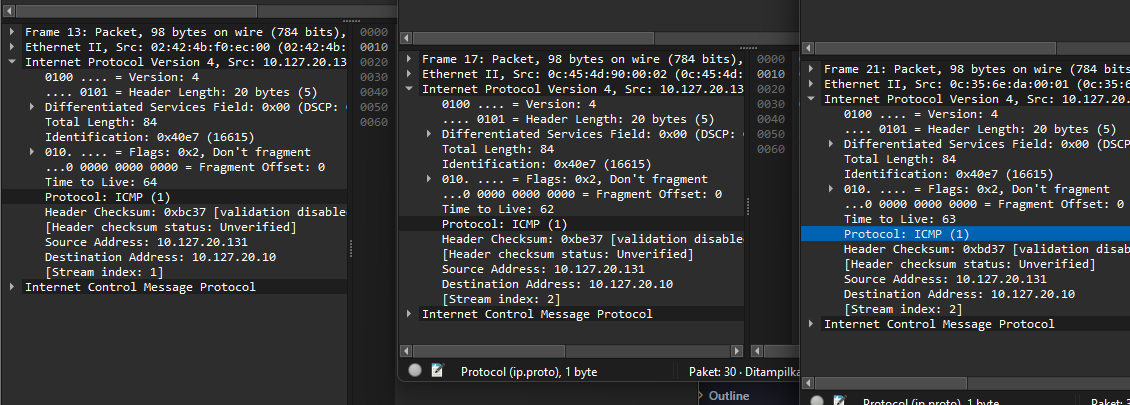 Frame 13: Packet, 98 bytes on wire (784 bits),
Ethernet II, Src: 02:42:4b:f0:ec:00 (02:42:4b:
Internet Protocol Version 4, Src: 10.127.20.13
0100 .... = Version: 4
.... 0101 = Header Length: 20 bytes (5)
Differentiated Services Field: 0x00 (DSCP:
Total Length: 84
Identification: 0x40e7 (16615)
010. .... = Flags: 0x2, Don't fragment
...0 0000 0000 0000 = Fragment Offset: 0
Time to Live: 64
Protocol: ICMP (1)
Header Checksum: 0xbc37 [validation disable
[Header checksum status: Unverified]
Source Address: 10.127.20.131
Destination Address: 10.127.20.10
[Stream index: 1]
Internet Control Message Protocol
0000
0010
0020
0030
0040
0050
0060
Frame 17: Packet, 98 bytes on wire (784 bits),
Ethernet II, Src: 0c:45:4d:90:00:02 (0c:45:4d:
Internet Protocol Version 4, Src: 10.127.20.13
0100 .... = Version: 4
.... 0101 = Header Length: 20 bytes (5)
Differentiated Services Field: 0x00 (DSCP:
Total Length: 84
Identification: 0x40e7 (16615)
010. .... = Flags: 0x2, Don't fragment
...0 0000 0000 0000 = Fragment Offset: 0
Time to Live: 62
Protocol: ICMP (1)
Header Checksum: 0xbe37 [validation disable
[Header checksum status: Unverified]
Source Address: 10.127.20.131
Destination Address: 10.127.20.10
[Stream index: 2]
Internet Control Message Protocol
0000
0010
0020
0030
0040
0050
0060
Protocol (ip.proto), 1 byte
Paket: 30 · Ditampilka
Outline
Frame 21: Packet, 98 bytes on wire (784 bits
Ethernet II, Src: 0c:35:6e:da:00:01 (0c:35:6
Internet Protocol Version 4, Src: 10.127.20.
0100 .... = Version: 4
.... 0101 = Header Length: 20 bytes (5)
Differentiated Services Field: 0x00 (DSC
Total Length: 84
Identification: 0x40e7 (16615)
010. .... = Flags: 0x2, Don't fragment
...0 0000 0000 0000 = Fragment Offset: 0
Time to Live: 63
Protocol: ICMP (1)
Header Checksum: 0xbd37 [validation disab
[Header checksum status: Unverified]
Source Address: 10.127.20.131
Destination Address: 10.127.20.10
[Stream index: 2]
Internet Control Message Protocol
Protocol (ip.proto), 1 byte
Paket: 3